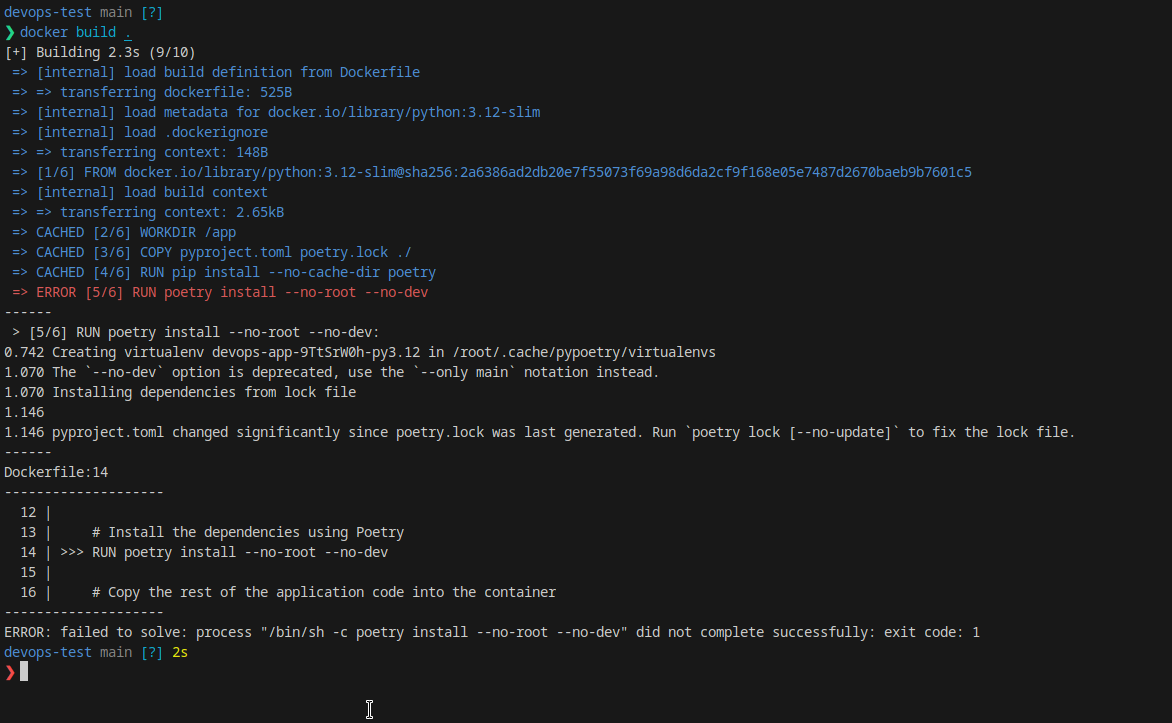 devops-test main [?]
❯ docker build .
[+] Building 2.3s (9/10)
 => [internal] load build definition from Dockerfile
 => => transferring dockerfile: 525B
 => [internal] load metadata for docker.io/library/python:3.12-slim
 => [internal] load .dockerignore
 => => transferring context: 148B
 => [1/6] FROM docker.io/library/python:3.12-slim@sha256:2a6386ad2db20e7f55073f69a98d6da2cf9f168e05e7487d2670baeb9b7601c5
 => [internal] load build context
 => => transferring context: 2.65kB
 => CACHED [2/6] WORKDIR /app
 => CACHED [3/6] COPY pyproject.toml poetry.lock ./
 => CACHED [4/6] RUN pip install --no-cache-dir poetry
 => ERROR [5/6] RUN poetry install --no-root --no-dev
------
 > [5/6] RUN poetry install --no-root --no-dev:
0.742 Creating virtualenv devops-app-9TtSrW0h-py3.12 in /root/.cache/pypoetry/virtualenvs
1.070 The `--no-dev` option is deprecated, use the `--only main` notation instead.
1.070 Installing dependencies from lock file
1.146
1.146 pyproject.toml changed significantly since poetry.lock was last generated. Run `poetry lock [--no-update]` to fix the lock file.
------
Dockerfile:14
--------------------
  12 |
  13 |     # Install the dependencies using Poetry
  14 | >>> RUN poetry install --no-root --no-dev
  15 |
  16 |     # Copy the rest of the application code into the container
--------------------
ERROR: failed to solve: process "/bin/sh -c poetry install --no-root --no-dev" did not complete successfully: exit code: 1
devops-test main [?] 2s
❯